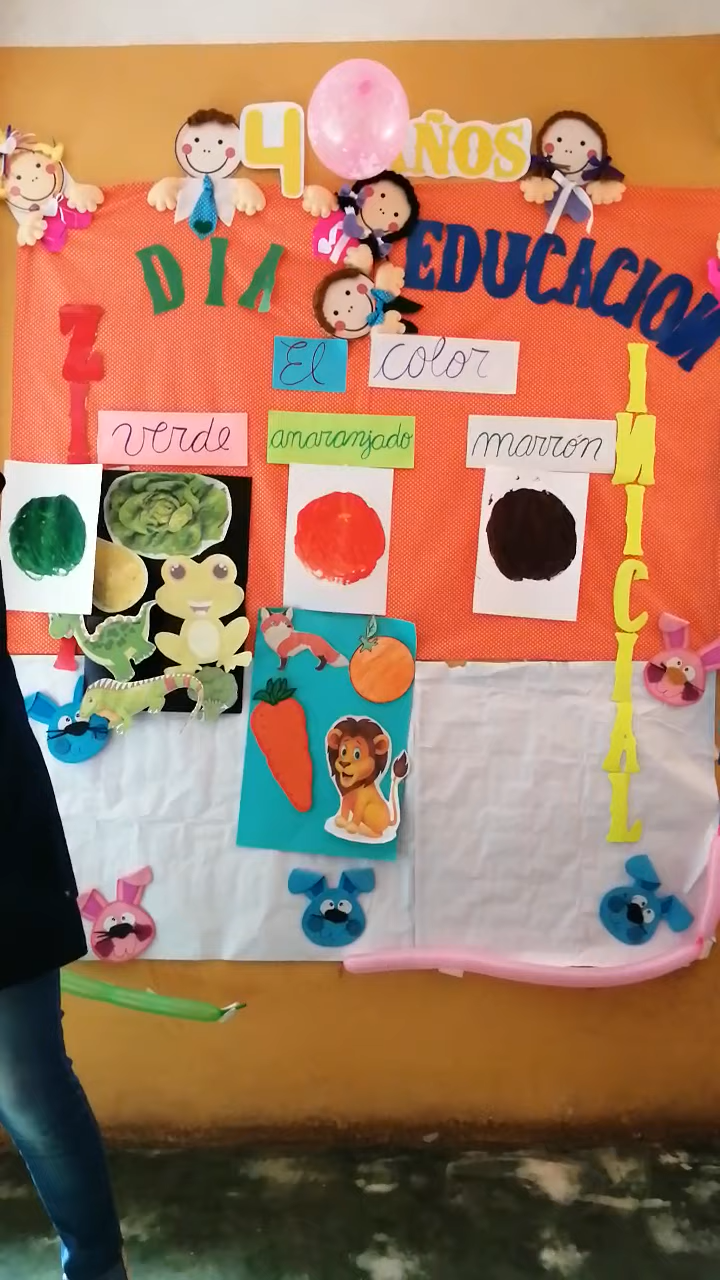 4 AÑOS
DIA EDUCACION
INICIAL
El color
verde anaranjado marrón